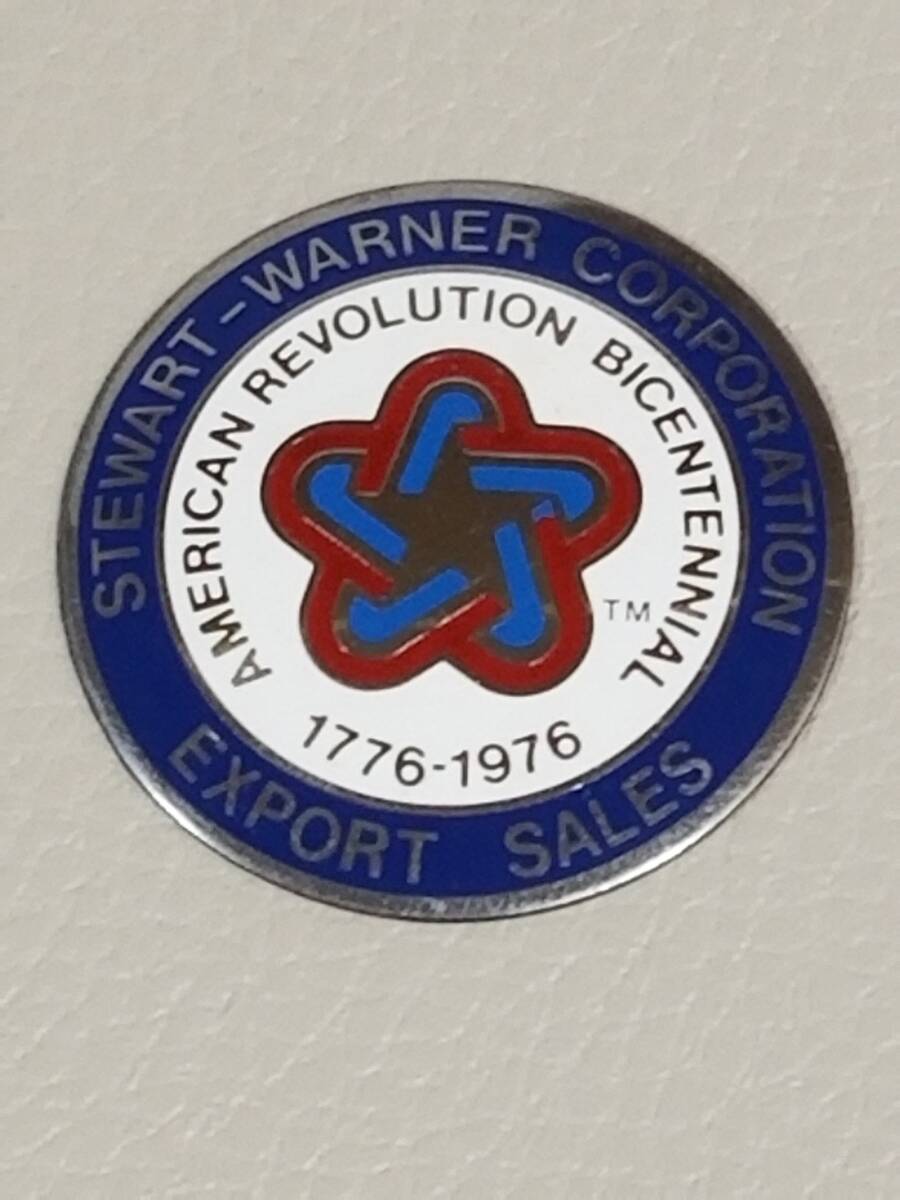 STEWART-WARNER CORPORATION
AMERICAN REVOLUTION BICENTENNIAL
TM
1776-1976
EXPORT SALES